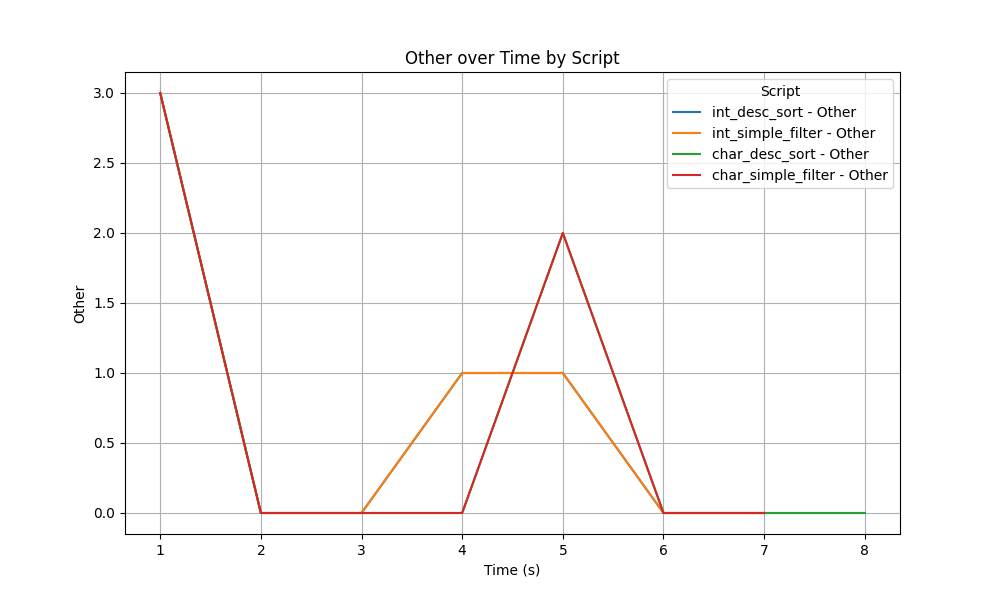 Other over Time by Script
Script
int_desc_sort - Other
int_simple_filter - Other
char_desc_sort - Other
char_simple_filter - Other
3.0
2.5
2.0
1.5
1.0
0.5
0.0
Other
1 2 3 4 5 6 7 8
Time (s)